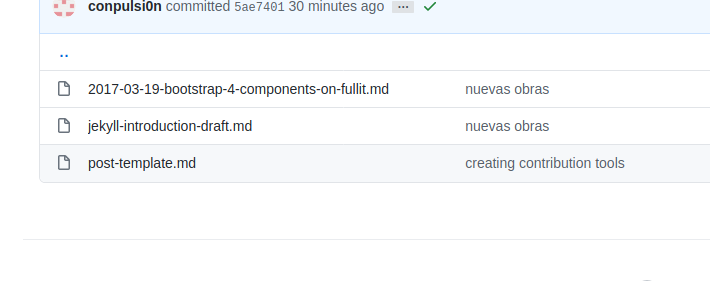 conpulsi0n committed 5ae7401 30 minutes ago ...
..
2017-03-19-bootstrap-4-components-on-fullit.md nuevas obras
jekyll-introduction-draft.md nuevas obras
post-template.md creating contribution tools